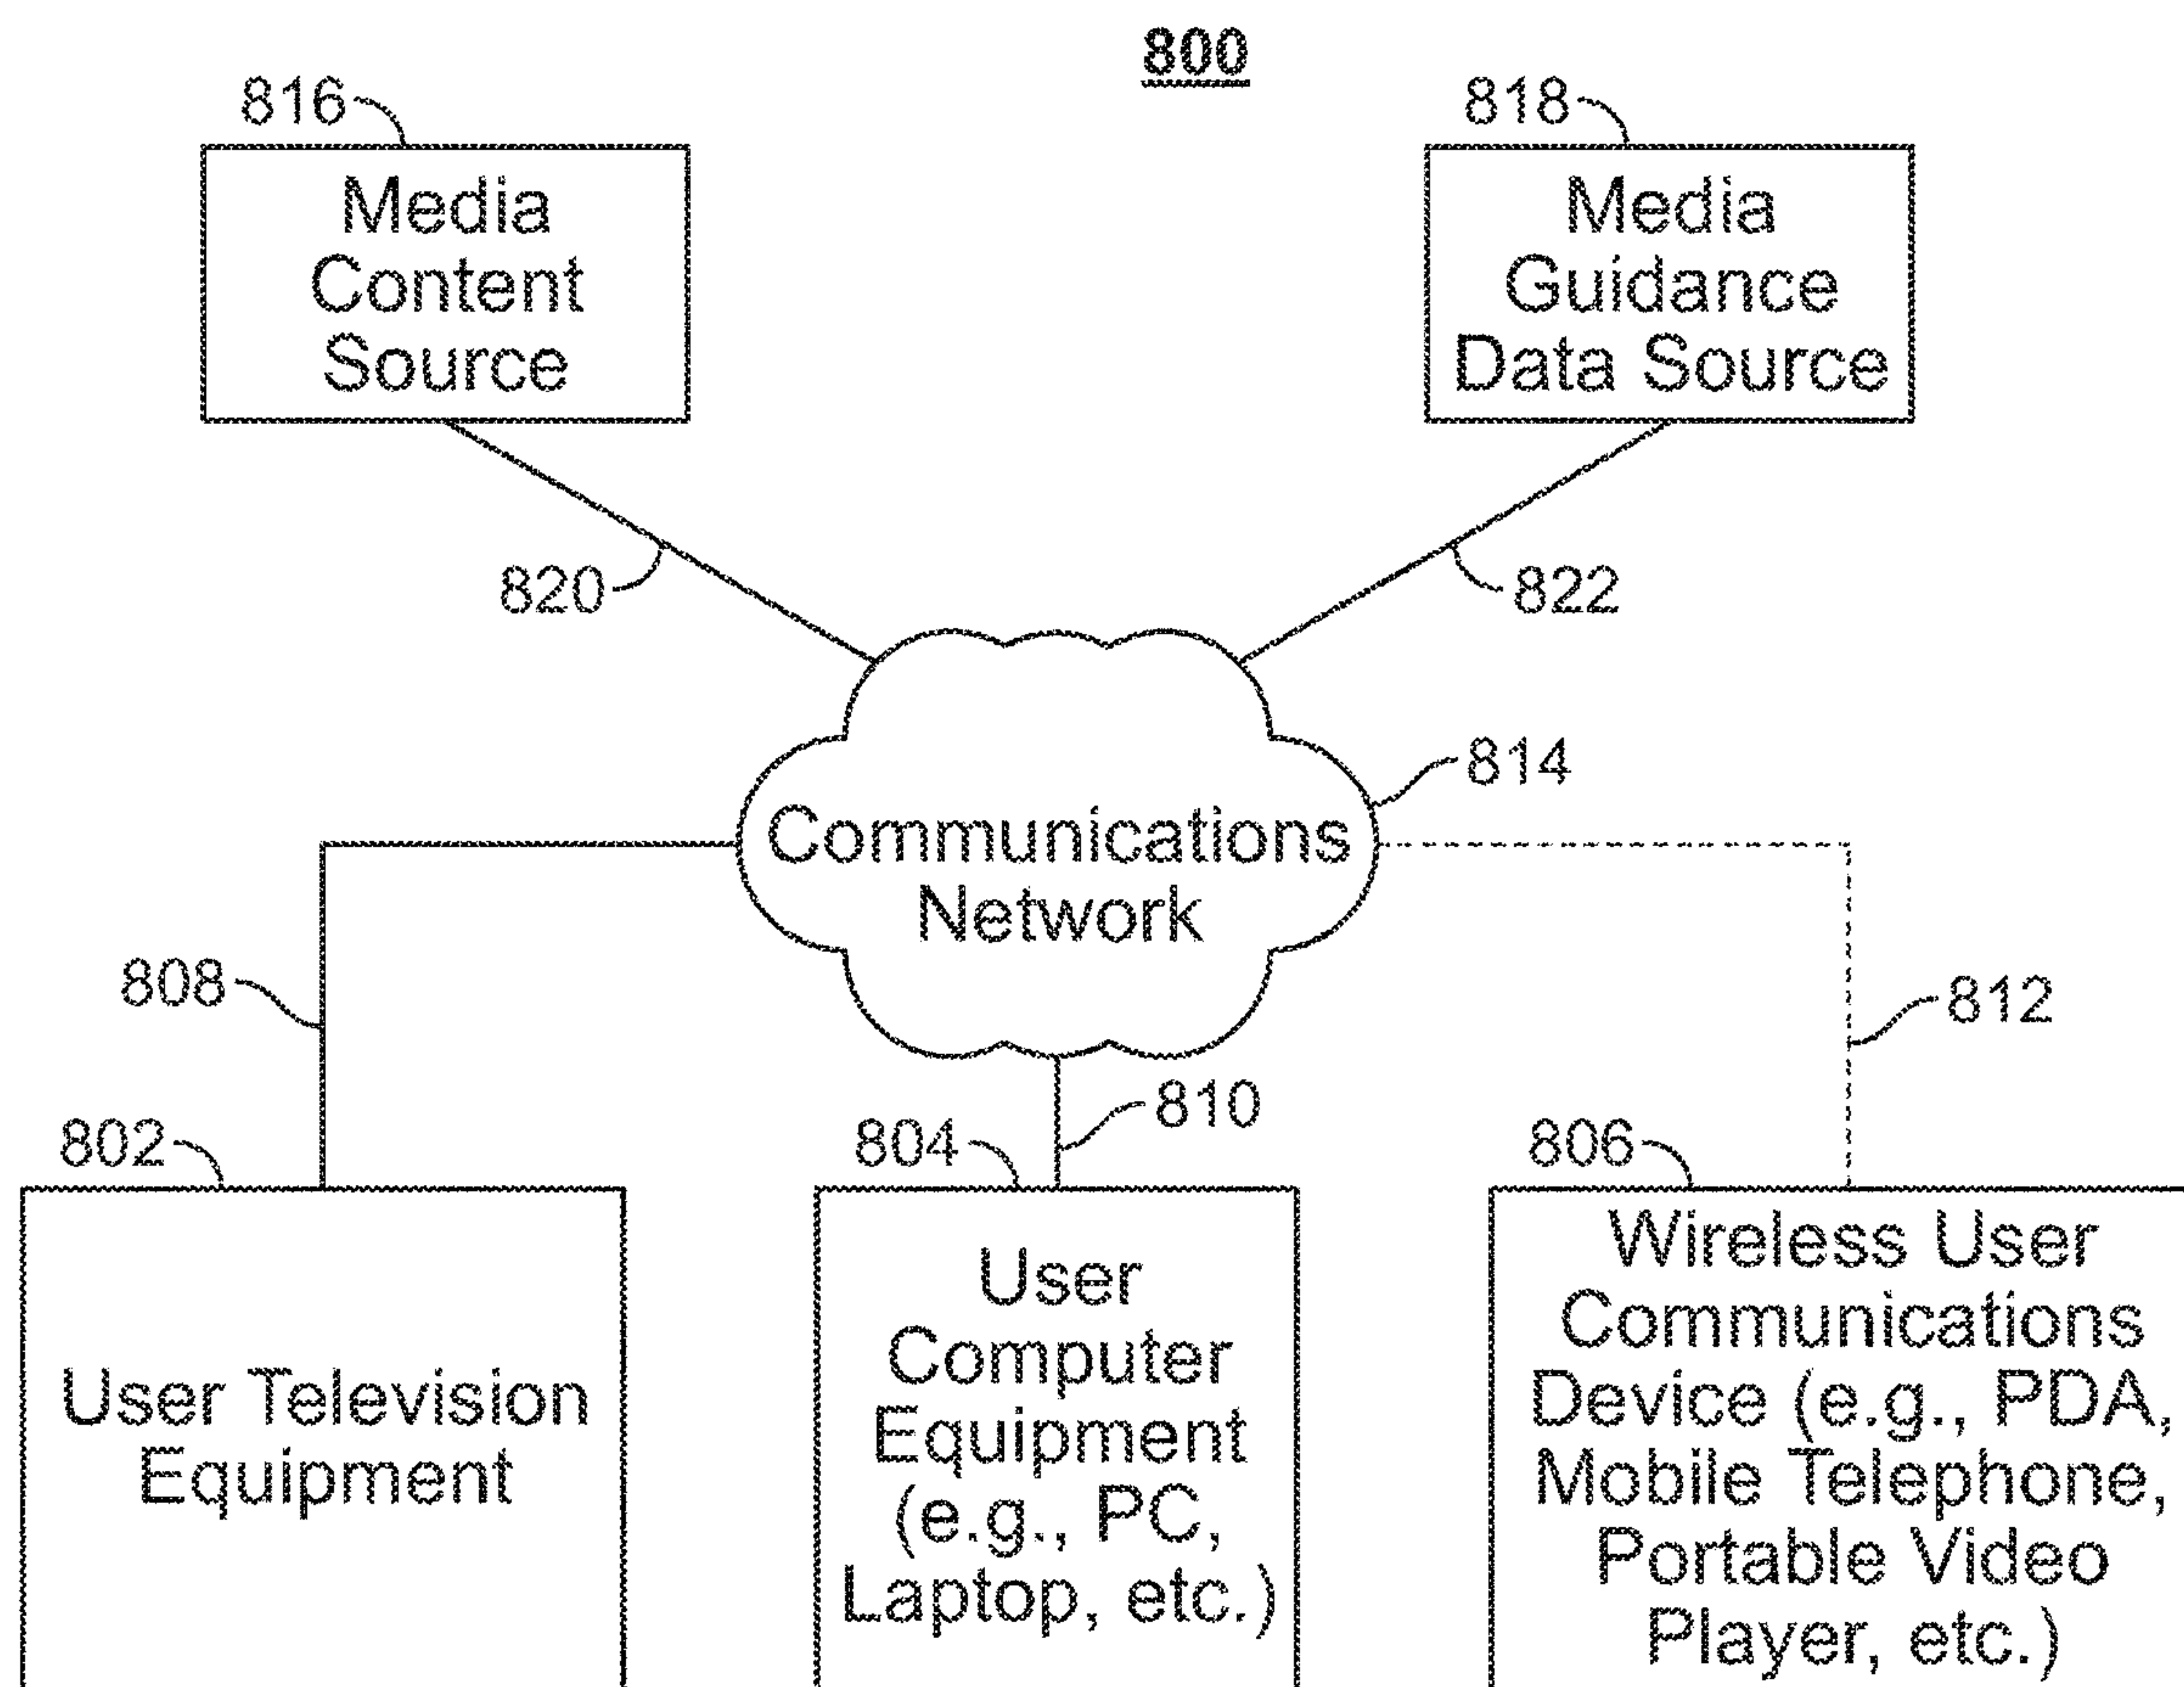 800
816
818
Media
Content
Source
Media
Guidance
Data Source
820
822
814
Communications
Network
808
812
810
802
804
806
User Television
Equipment
User
Computer
Equipment
(e.g., PC,
Laptop, etc.)
Wireless User
Communications
Device (e.g., PDA,
Mobile Telephone,
Portable Video
Player, etc.)